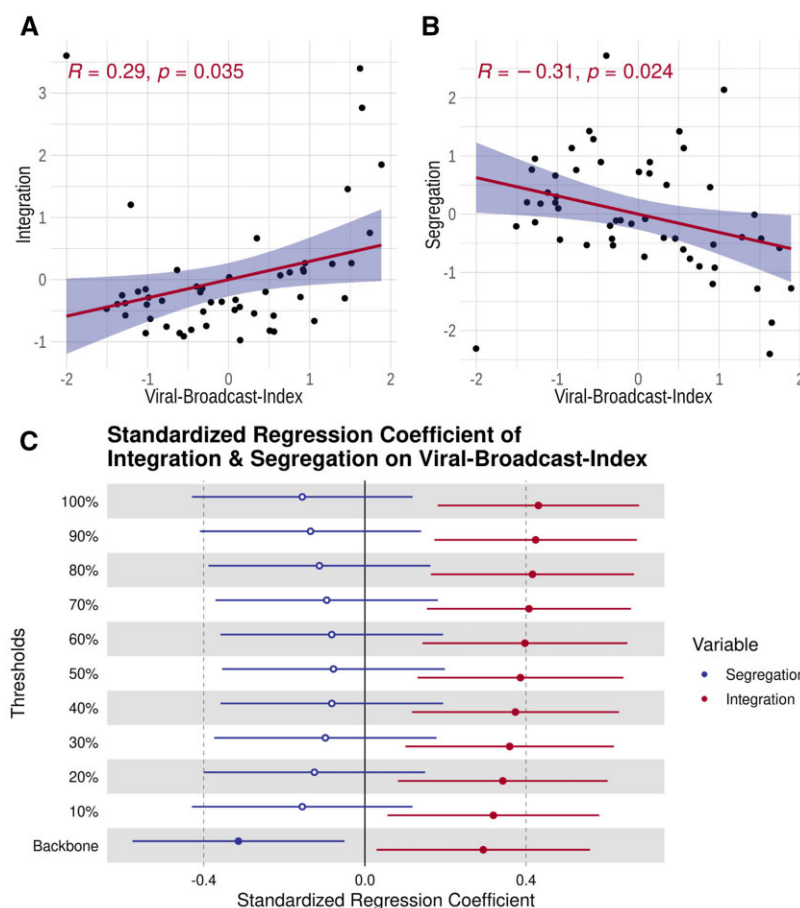 A
R = 0.29, p = 0.035
Integration
3
2
1
0
-1
-2
-1
0
1
2
Viral-Broadcast-Index
B
R = −0.31, p = 0.024
Segregation
2
1
0
-1
-2
-2
-1
0
1
2
Viral-Broadcast-Index
C
Standardized Regression Coefficient of
Integration & Segregation on Viral-Broadcast-Index
Thresholds
100%
90%
80%
70%
60%
50%
40%
30%
20%
10%
Backbone
-0.4
0.0
0.4
Standardized Regression Coefficient
Variable
Segregation
Integration